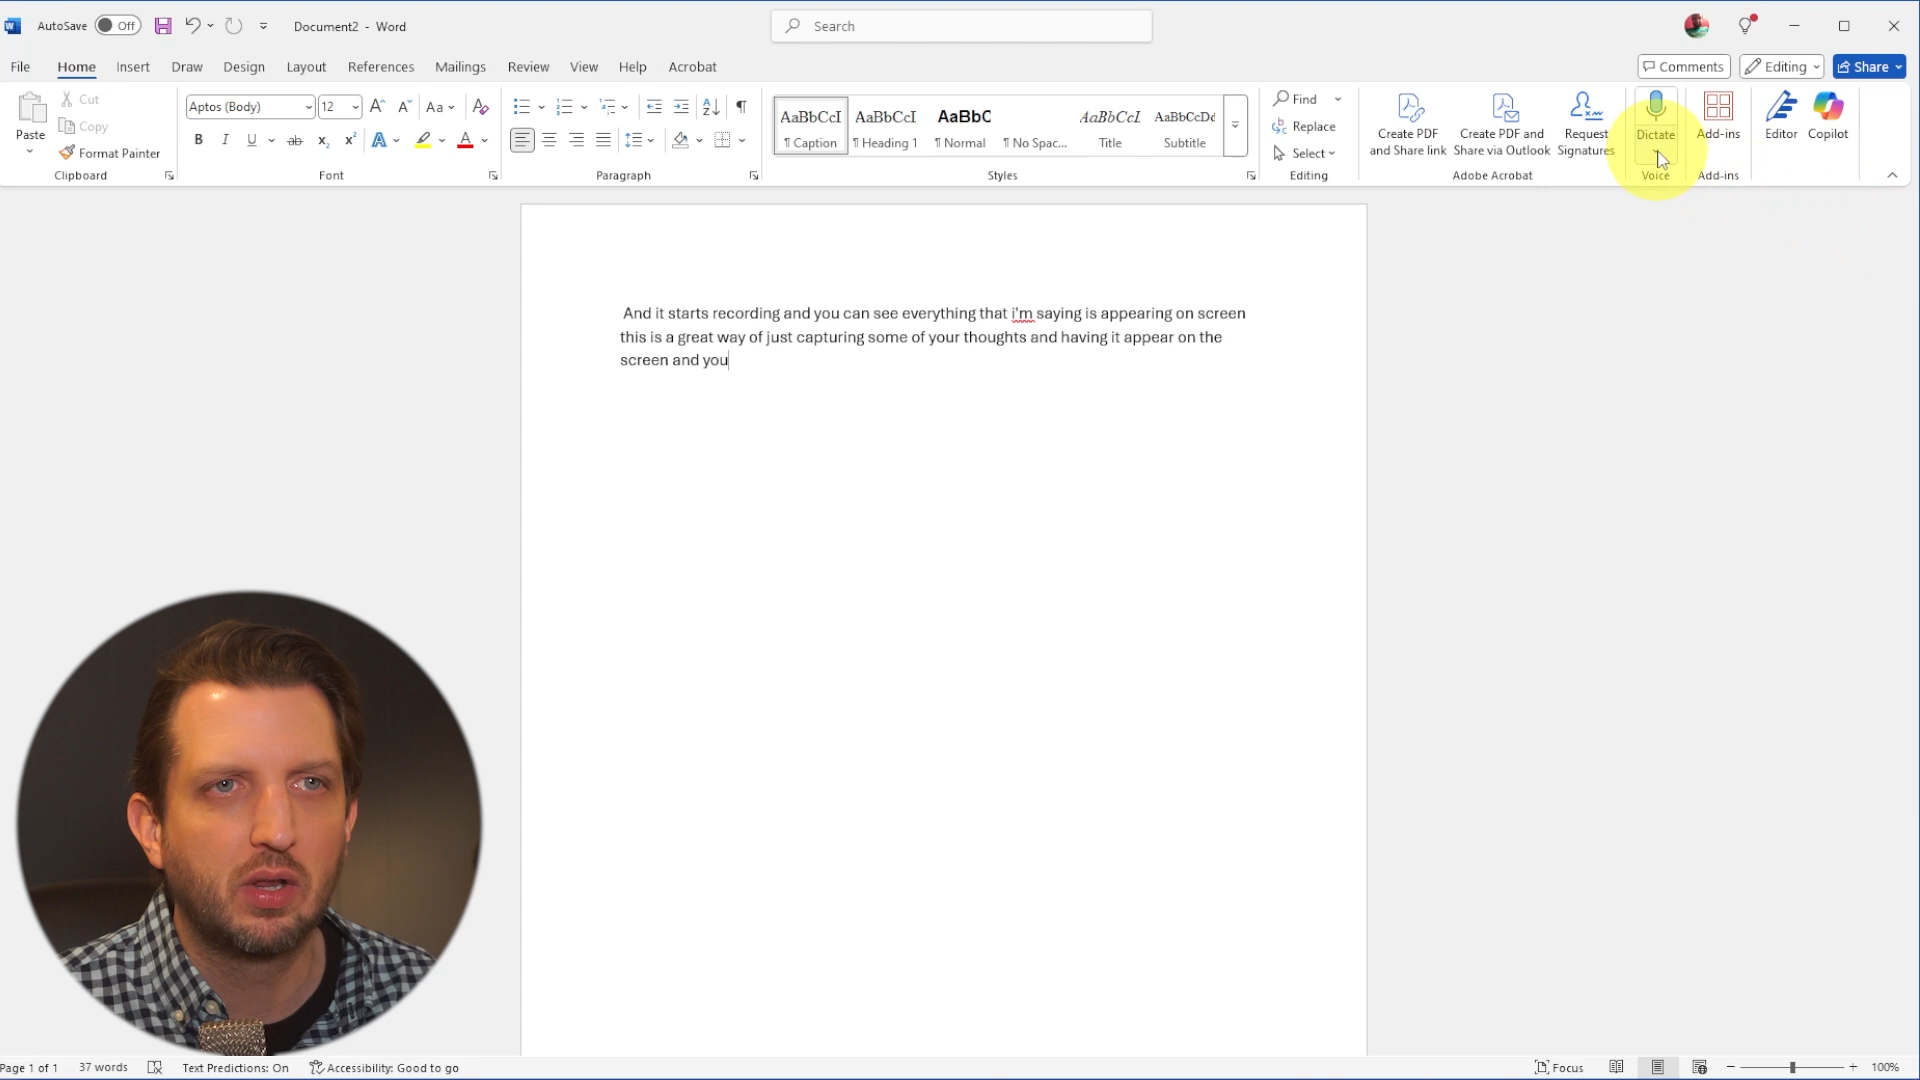 AutoSave Off Document2 - Word Search
File Home Insert Draw Design Layout References Mailings Review View Help Acrobat Comments Editing Share
Paste Cut Copy Format Painter
Clipboard
Aptos (Body) 12
Font
Paragraph
AaBbCcI AaBbCcI AaBbC AaBbCcI AaBbCcD
¶ Caption ¶ Heading 1 ¶ Normal ¶ No Spac... Title Subtitle
Styles
Find
Replace
Select
Editing
Create PDF and Share link
Create PDF and Share via Outlook
Request Signatures
Adobe Acrobat
Dictate
Voice
Add-ins
Add-ins
Editor
Copilot
And it starts recording and you can see everything that i'm saying is appearing on screen
this is a great way of just capturing some of your thoughts and having it appear on the
screen and you
Page 1 of 1 37 words Text Predictions: On Accessibility: Good to go Focus 100%